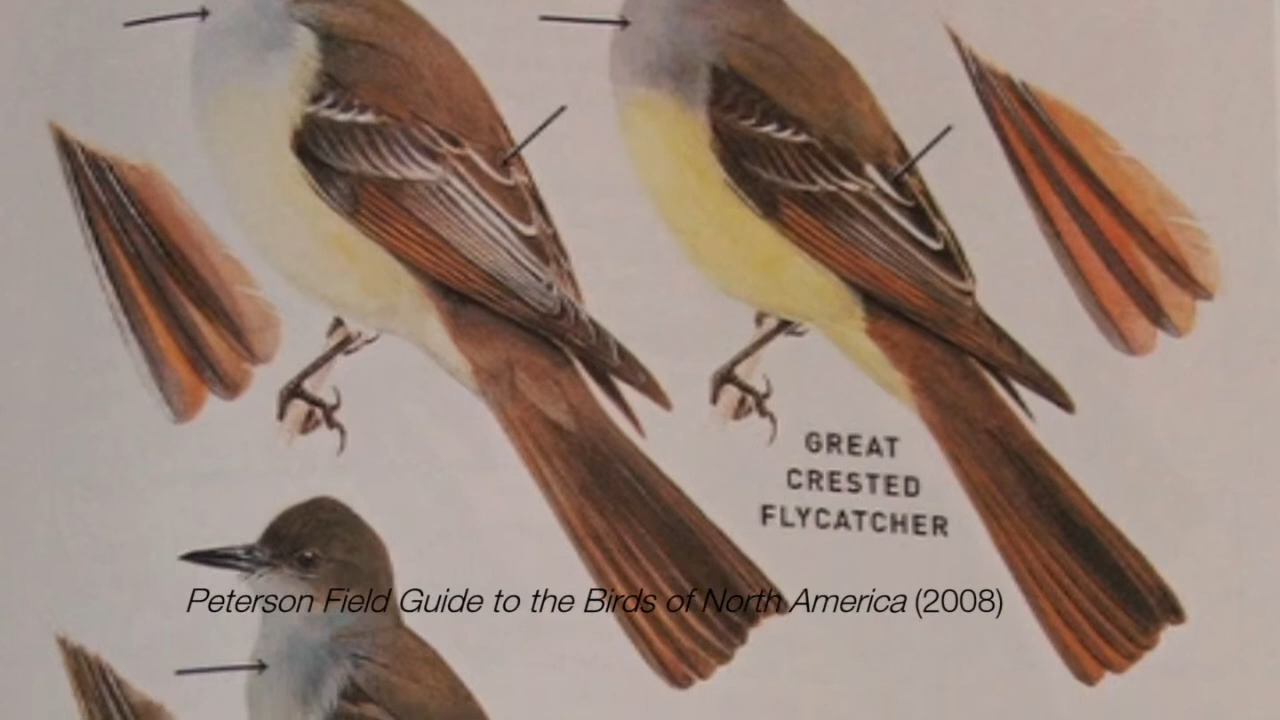 GREAT
CRESTED
FLYCATCHER
Peterson Field Guide to the Birds of North America (2008)